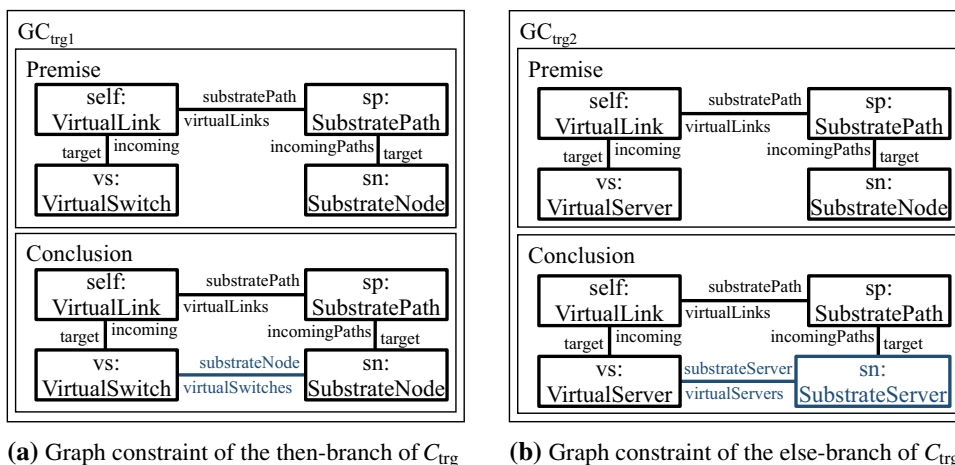 GCtrg1
Premise
self:
VirtualLink
substratePath
virtualLinks
sp:
SubstratePath
target
incoming
incomingPaths
target
vs:
VirtualSwitch
sn:
SubstrateNode
Conclusion
self:
VirtualLink
substratePath
virtualLinks
sp:
SubstratePath
target
incoming
incomingPaths
target
vs:
VirtualSwitch
substrateNode
virtualSwitches
sn:
SubstrateNode
(a) Graph constraint of the then-branch of Ctrg
GCtrg2
Premise
self:
VirtualLink
substratePath
virtualLinks
sp:
SubstratePath
target
incoming
incomingPaths
target
vs:
VirtualServer
sn:
SubstrateNode
Conclusion
self:
VirtualLink
substratePath
virtualLinks
sp:
SubstratePath
target
incoming
incomingPaths
target
vs:
VirtualServer
substrateServer
virtualServers
sn:
SubstrateServer
(b) Graph constraint of the else-branch of Ctrg